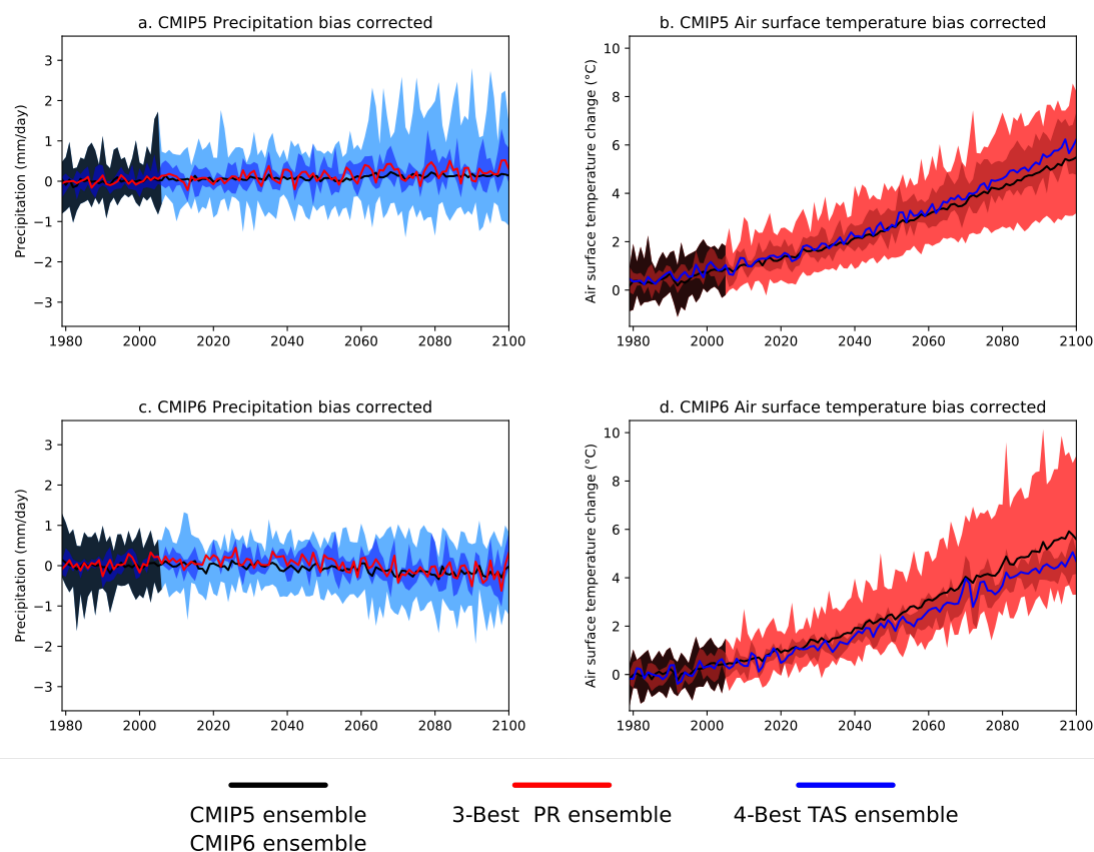 a. CMIP5 Precipitation bias corrected
Precipitation (mm/day)
3
2
1
0
−1
−2
−3
1980 2000 2020 2040 2060 2080 2100
b. CMIP5 Air surface temperature bias corrected
Air surface temperature change (°C)
10
8
6
4
2
0
1980 2000 2020 2040 2060 2080 2100
c. CMIP6 Precipitation bias corrected
Precipitation (mm/day)
3
2
1
0
−1
−2
−3
1980 2000 2020 2040 2060 2080 2100
d. CMIP6 Air surface temperature bias corrected
Air surface temperature change (°C)
10
8
6
4
2
0
1980 2000 2020 2040 2060 2080 2100
CMIP5 ensemble
CMIP6 ensemble
3-Best PR ensemble
4-Best TAS ensemble